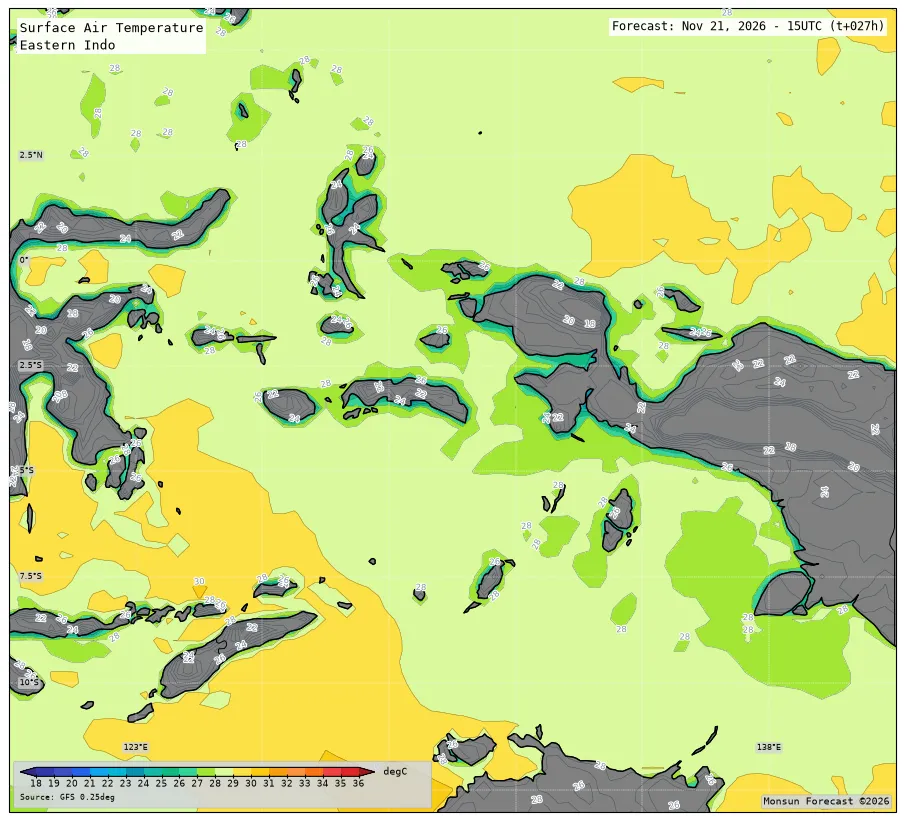 Surface Air Temperature
Eastern Indo
Forecast: Nov 21, 2026 - 15UTC (t+027h)
2.5°N
0°
2.5°S
5°S
7.5°S
10°S
123°E
138°E
18 19 20 21 22 23 24 25 26 27 28 29 30 31 32 33 34 35 36
degC
Source: GFS 0.25deg
Monsun Forecast ©2026